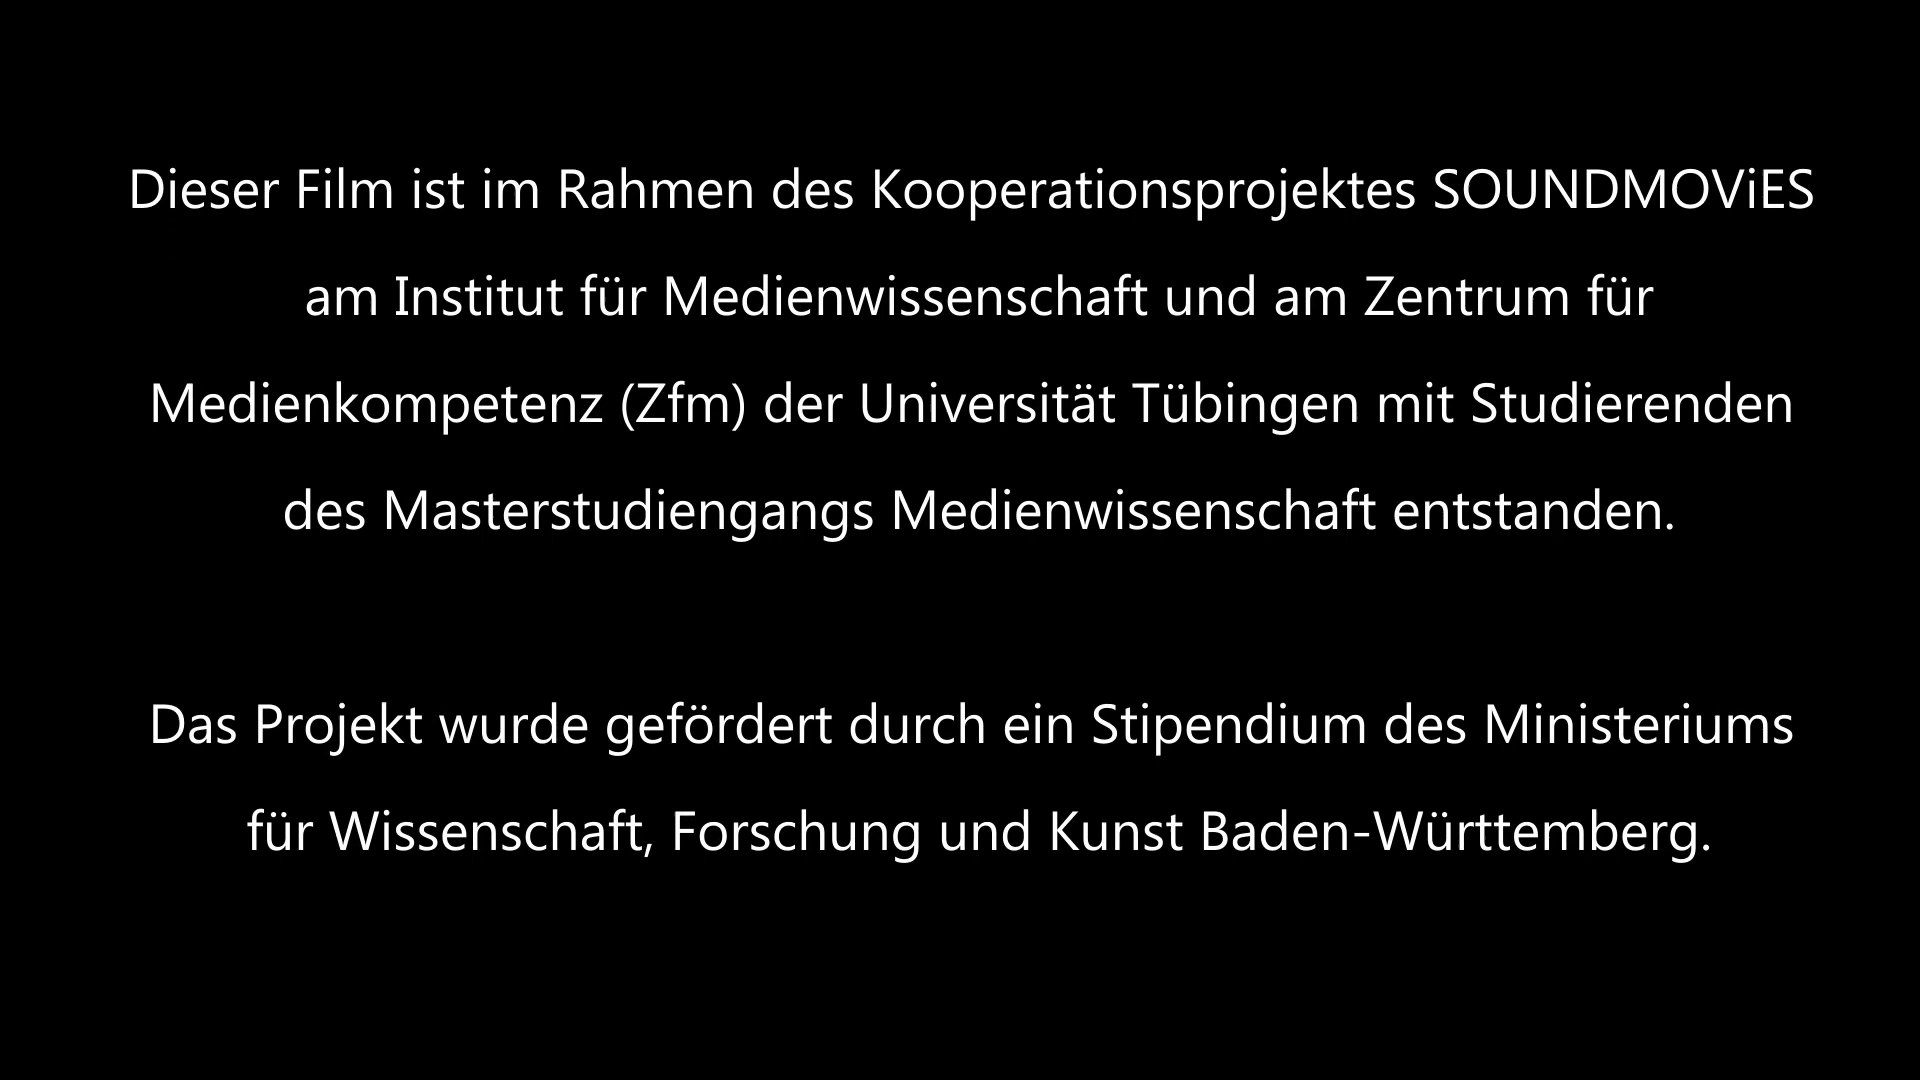 Dieser Film ist im Rahmen des Kooperationsprojektes SOUNDMOViES
am Institut für Medienwissenschaft und am Zentrum für
Medienkompetenz (Zfm) der Universität Tübingen mit Studierenden
des Masterstudiengangs Medienwissenschaft entstanden.
Das Projekt wurde gefördert durch ein Stipendium des Ministeriums
für Wissenschaft, Forschung und Kunst Baden-Württemberg.